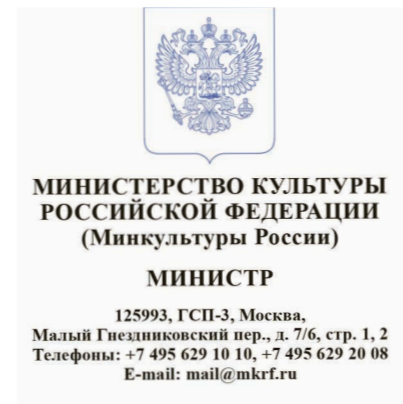 МИНИСТЕРСТВО КУЛЬТУРЫ
РОССИЙСКОЙ ФЕДЕРАЦИИ
(Минкультуры России)
МИНИСТР
125993, ГСП-3, Москва,
Малый Гнездниковский пер., д. 7/6, стр. 1, 2
Телефоны: +7 495 629 10 10, +7 495 629 20 08
E-mail: mail@mkrf.ru